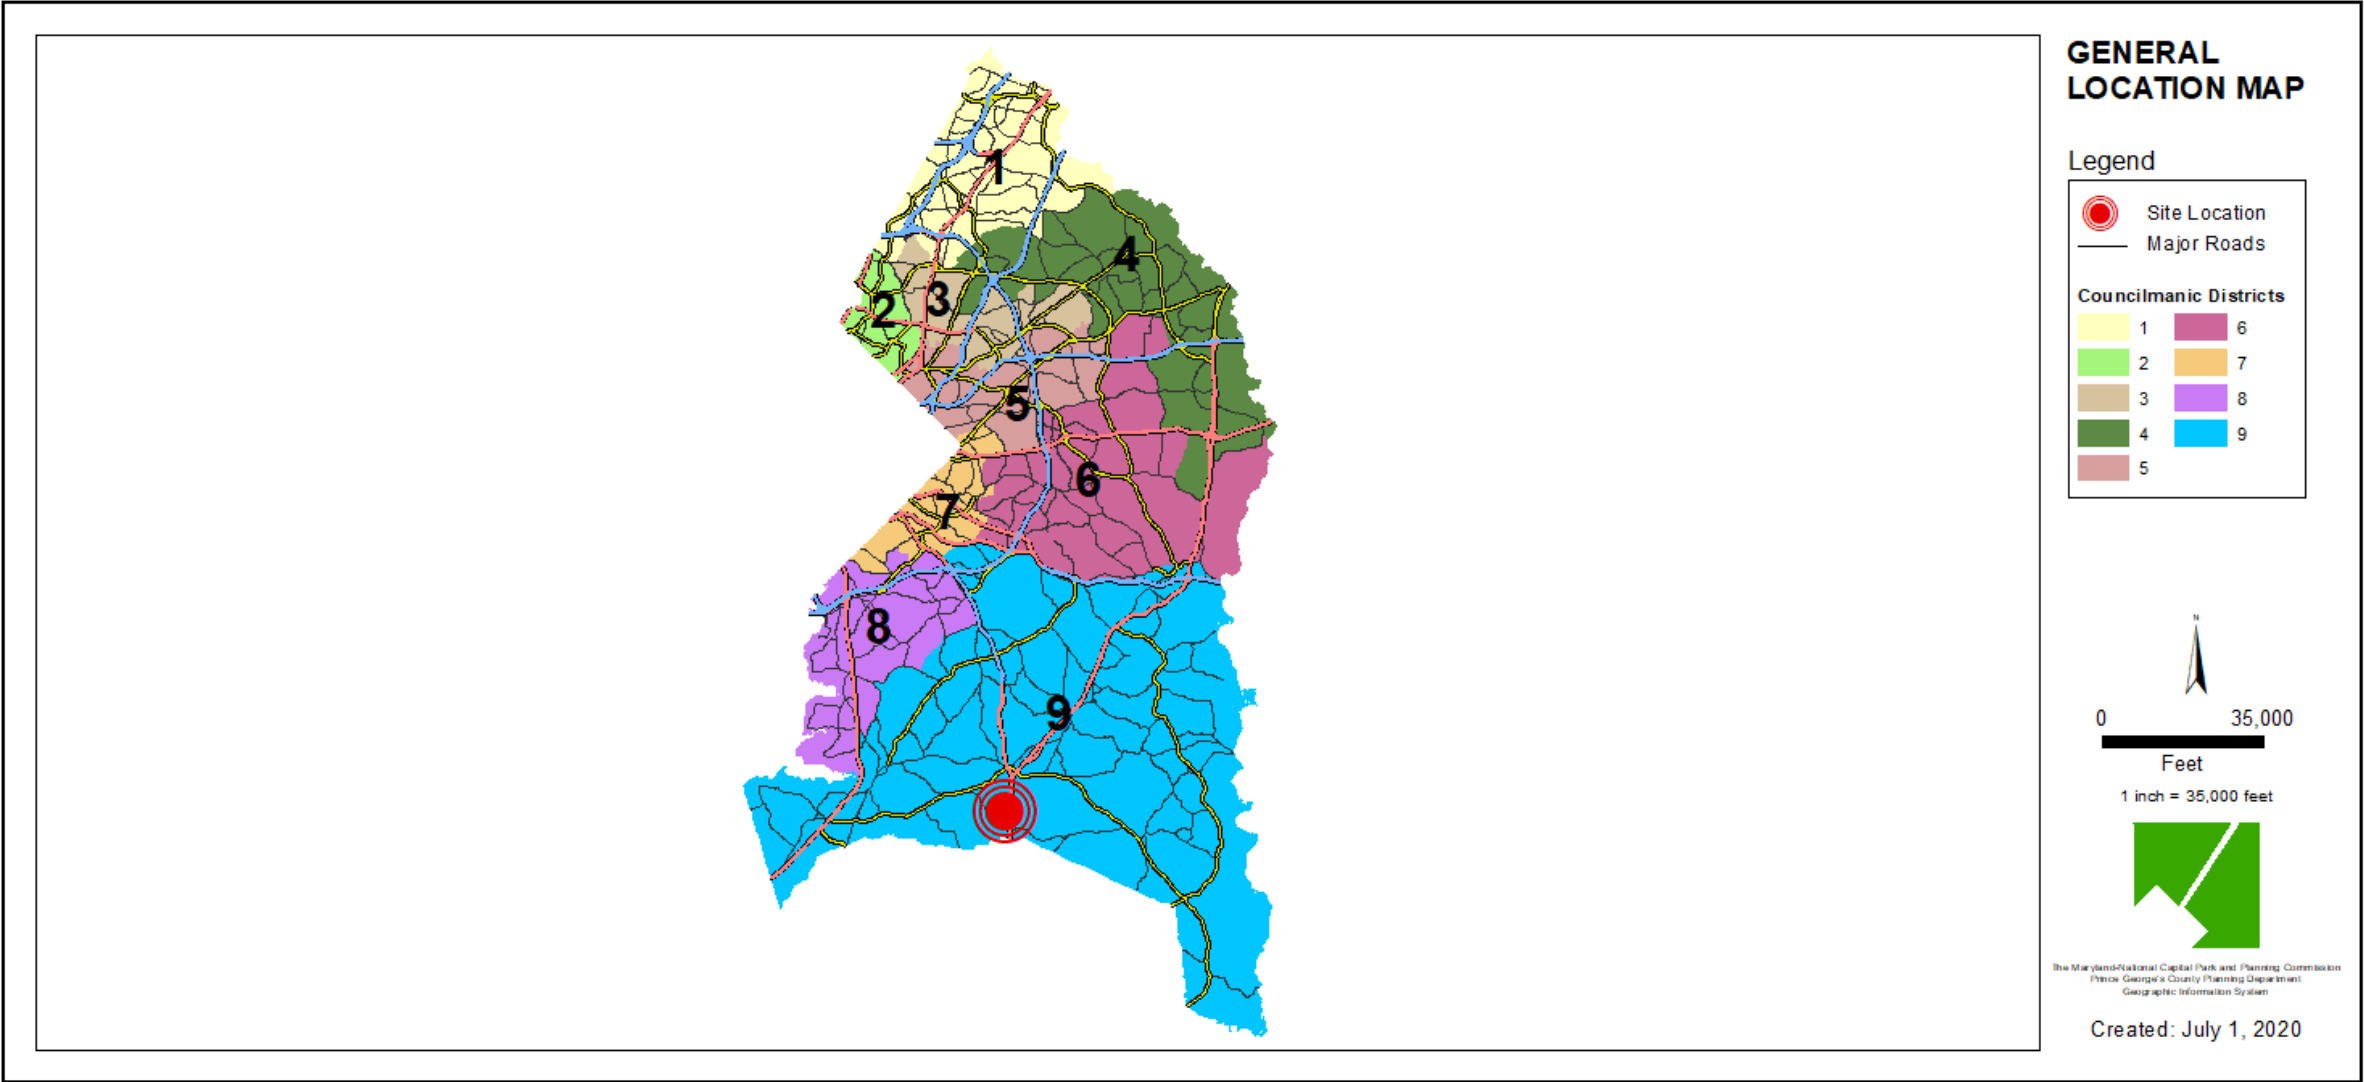 GENERAL
LOCATION MAP
Legend
Site Location
Major Roads
Councilmanic Districts
1 6
2 7
3 8
4 9
5
1
2
3
4
5
6
7
8
9
N
0 35,000
Feet
1 inch = 35,000 feet
The Maryland-National Capital Park and Planning Commission
Prince George's County Planning Department
Geographic Information System
Created: July 1, 2020